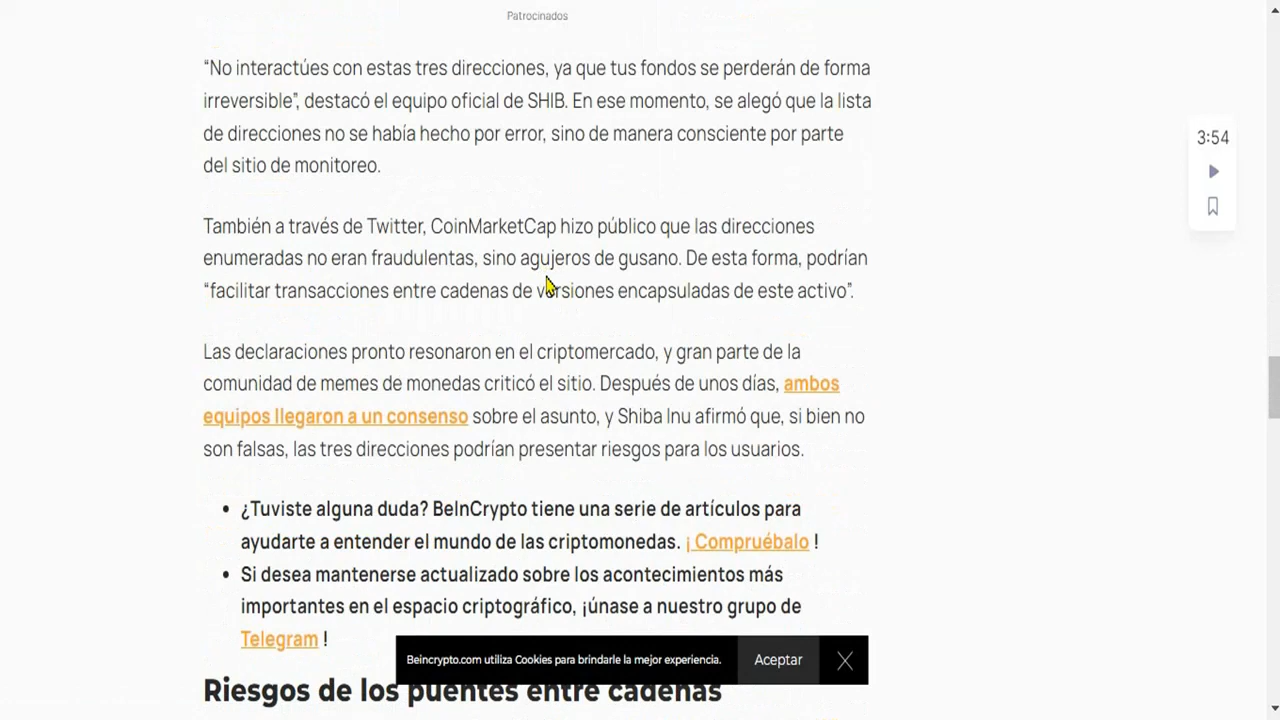 Patrocinados
“No interactúes con estas tres direcciones, ya que tus fondos se perderán de forma
irreversible”, destacó el equipo oficial de SHIB. En ese momento, se alegó que la lista
de direcciones no se había hecho por error, sino de manera consciente por parte
del sitio de monitoreo.
3:54
También a través de Twitter, CoinMarketCap hizo público que las direcciones
enumeradas no eran fraudulentas, sino agujeros de gusano. De esta forma, podrían
“facilitar transacciones entre cadenas de versiones encapsuladas de este activo”.
Las declaraciones pronto resonaron en el criptomercado, y gran parte de la
comunidad de memes de monedas criticó el sitio. Después de unos días, ambos
equipos llegaron a un consenso sobre el asunto, y Shiba Inu afirmó que, si bien no
son falsas, las tres direcciones podrían presentar riesgos para los usuarios.
• ¿Tuviste alguna duda? BeInCrypto tiene una serie de artículos para
ayudarte a entender el mundo de las criptomonedas. ¡ Compruébalo !
• Si desea mantenerse actualizado sobre los acontecimientos más
importantes en el espacio criptográfico, ¡únase a nuestro grupo de
Telegram !
Beincrypto.com utiliza Cookies para brindarle la mejor experiencia. Aceptar
Riesgos de los puentes entre cadenas